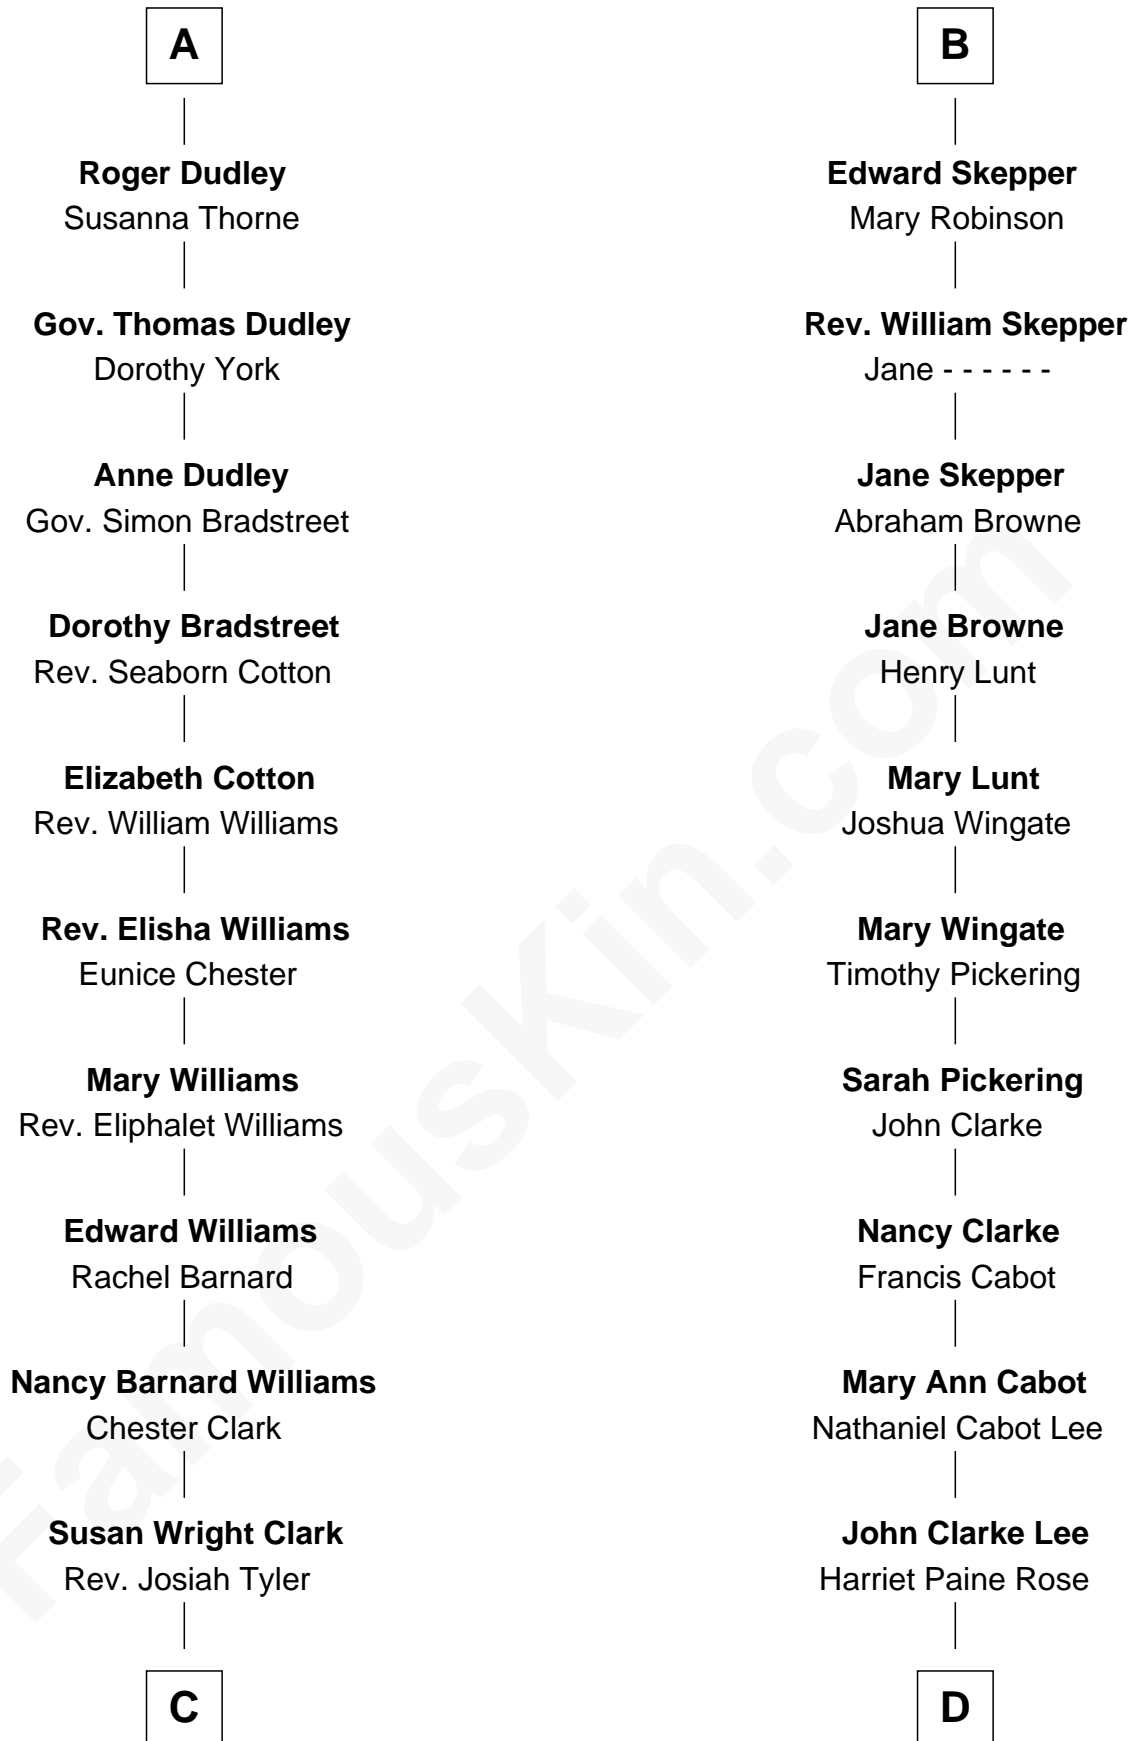 A
Roger Dudley
Susanna Thorne
Gov. Thomas Dudley
Dorothy York
Anne Dudley
Gov. Simon Bradstreet
Dorothy Bradstreet
Rev. Seaborn Cotton
Elizabeth Cotton
Rev. William Williams
Rev. Elisha Williams
Eunice Chester
Mary Williams
Rev. Eliphalet Williams
Edward Williams
Rachel Barnard
Nancy Barnard Williams
Chester Clark
Susan Wright Clark
Rev. Josiah Tyler
C
B
Edward Skepper
Mary Robinson
Rev. William Skepper
Jane - - - - - -
Jane Skepper
Abraham Browne
Jane Browne
Henry Lunt
Mary Lunt
Joshua Wingate
Mary Wingate
Timothy Pickering
Sarah Pickering
John Clarke
Nancy Clarke
Francis Cabot
Mary Ann Cabot
Nathaniel Cabot Lee
John Clarke Lee
Harriet Paine Rose
D
FamousKin.com